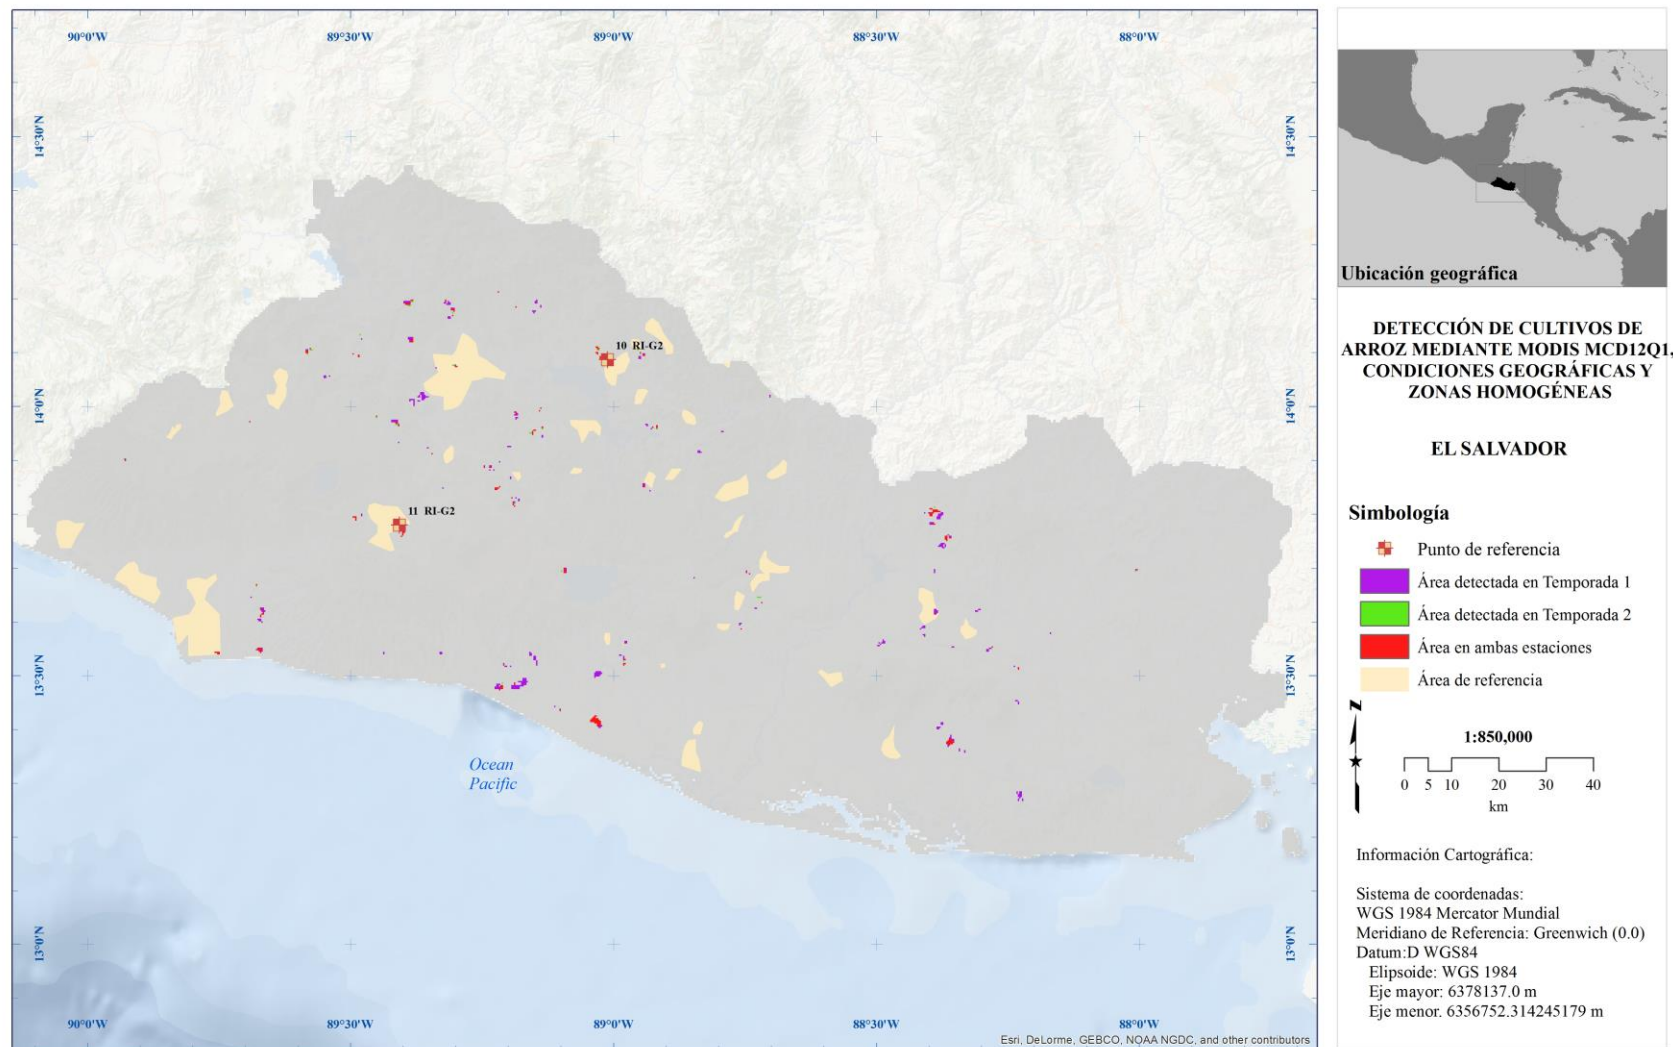 90°0'W 89°30'W 89°0'W 88°30'W 88°0'W
14°30'N 14°30'N
10 RI-G2
14°0'N 14°0'N
11 RI-G2
13°30'N 13°30'N
Ocean
Pacific
13°0'N 13°0'N
90°0'W 89°30'W 89°0'W 88°30'W 88°0'W
Esri, DeLorme, GEBCO, NOAA NGDC, and other contributors
Ubicación geográfica
DETECCIÓN DE CULTIVOS DE
ARROZ MEDIANTE MODIS MCD12Q1,
CONDICIONES GEOGRÁFICAS Y
ZONAS HOMOGÉNEAS
EL SALVADOR
Simbología
Punto de referencia
Área detectada en Temporada 1
Área detectada en Temporada 2
Área en ambas estaciones
Área de referencia
N
1:850,000
0 5 10 20 30 40
km
Información Cartográfica:
Sistema de coordenadas:
WGS 1984 Mercator Mundial
Meridiano de Referencia: Greenwich (0.0)
Datum:D WGS84
Elipsoide: WGS 1984
Eje mayor: 6378137.0 m
Eje menor. 6356752.314245179 m